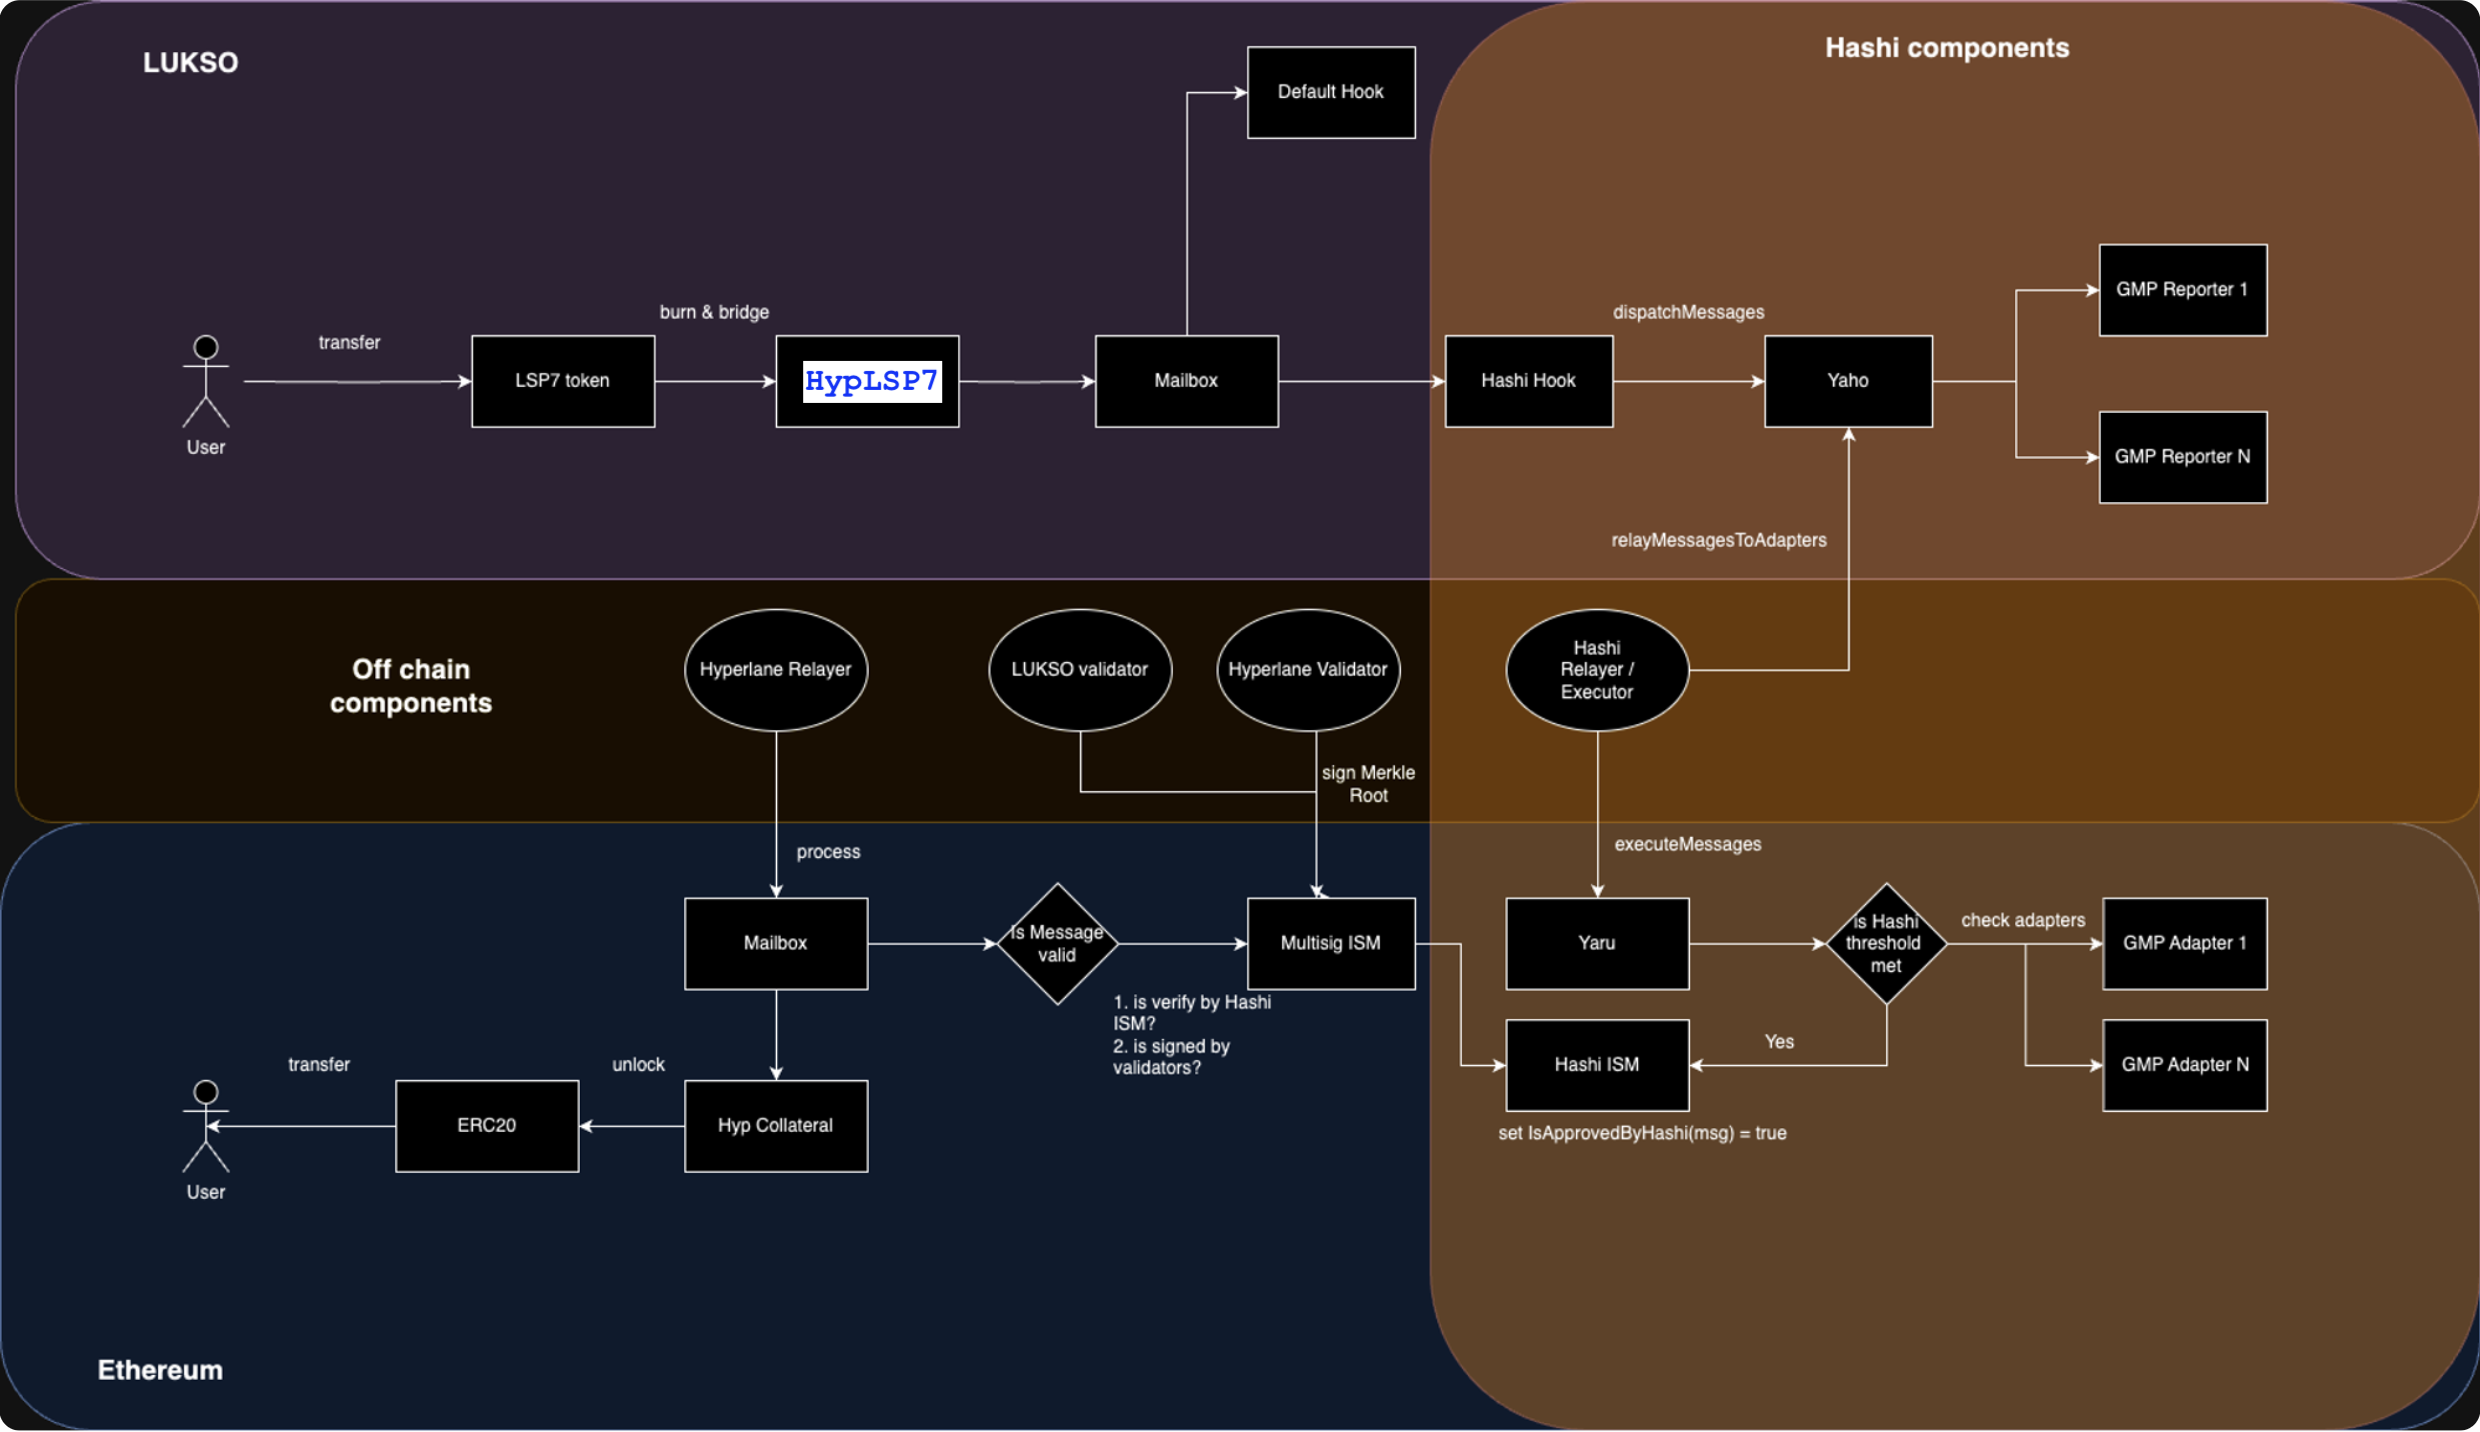 LUKSO
Hashi components
Default Hook
GMP Reporter 1
burn & bridge
dispatchMessages
transfer
LSP7 token
HypLSP7
Mailbox
Hashi Hook
Yaho
User
GMP Reporter N
relayMessagesToAdapters
Off chain
components
Hyperlane Relayer
LUKSO validator
Hyperlane Validator
Hashi
Relayer /
Executor
sign Merkle
Root
process
executeMessages
Mailbox
Is Message
valid
Multisig ISM
Yaru
is Hashi
threshold
met
check adapters
GMP Adapter 1
1. is verify by Hashi
ISM?
2. is signed by
validators?
Yes
transfer
unlock
Hashi ISM
GMP Adapter N
ERC20
Hyp Collateral
set IsApprovedByHashi(msg) = true
User
Ethereum